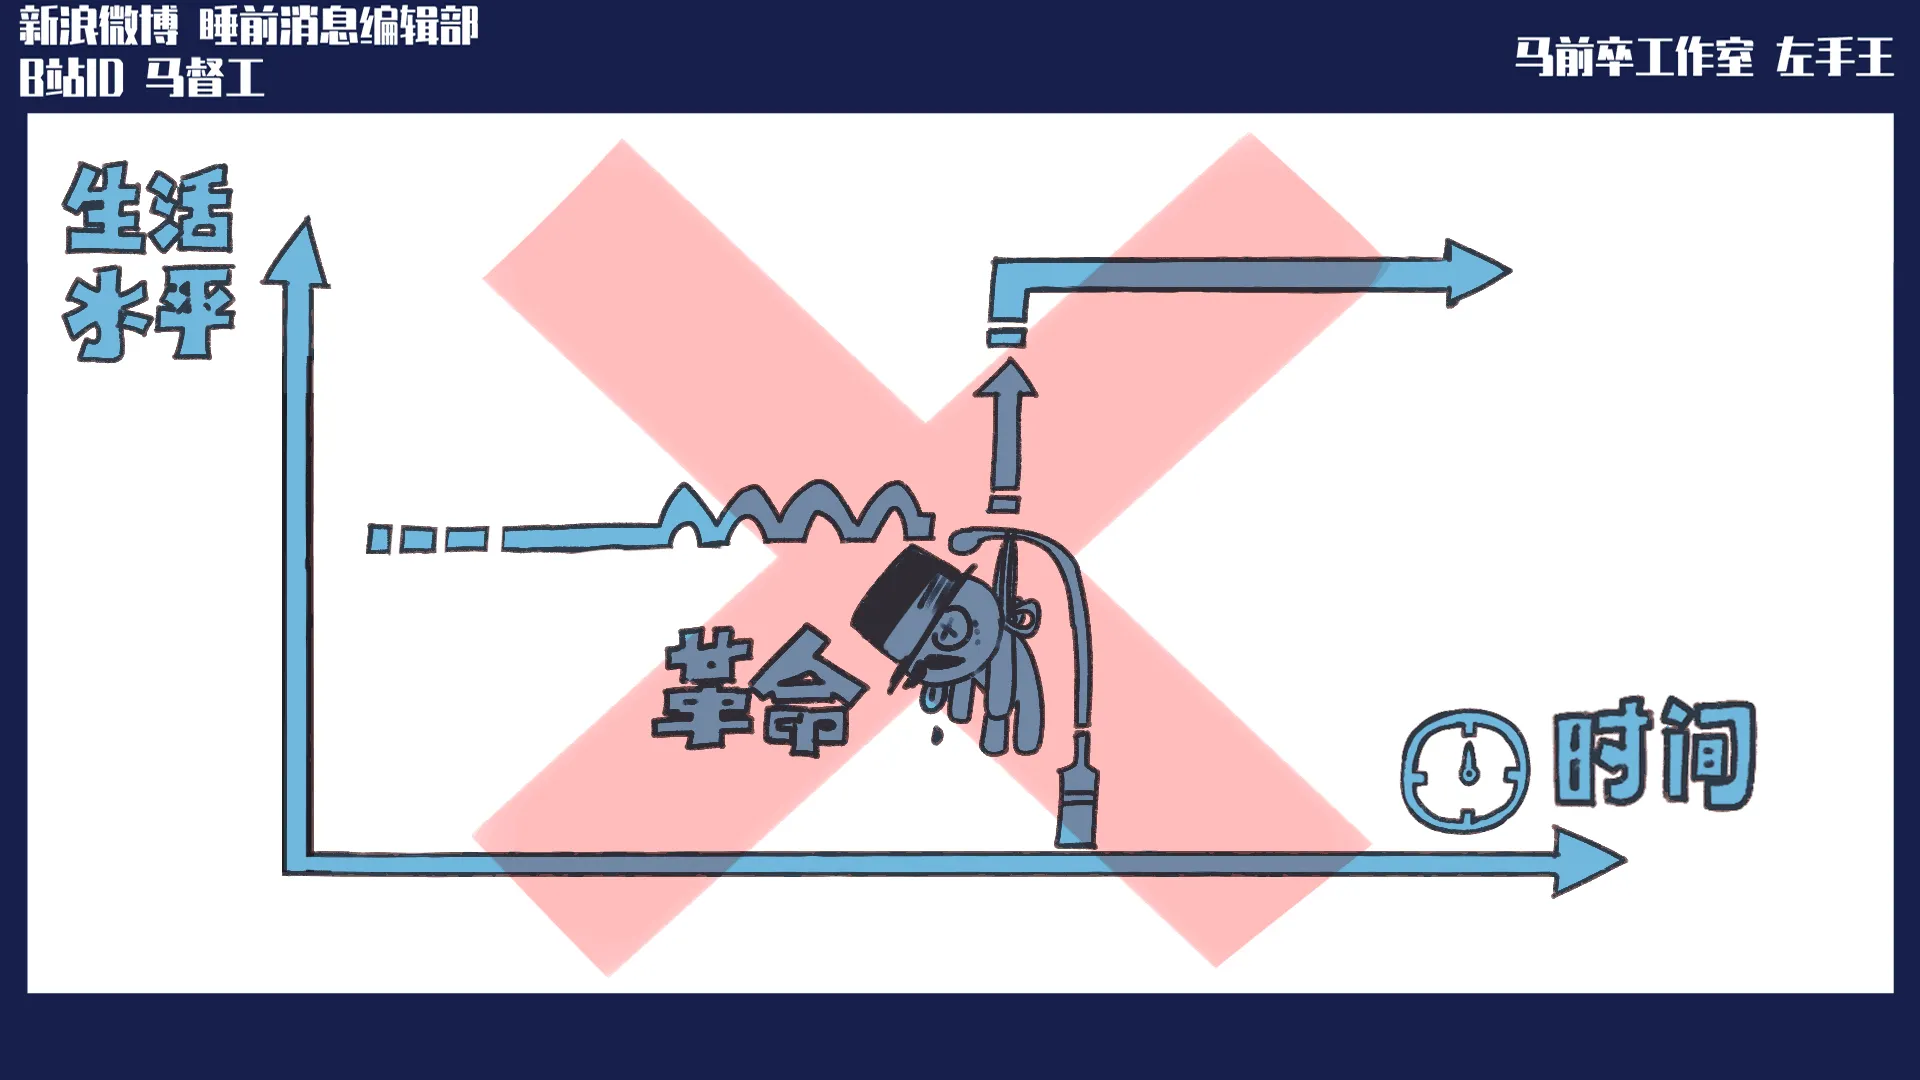 新浪微博 睡前消息编辑部
B站ID 马督工
马前卒工作室 左手王
生活
水平
革命
时间